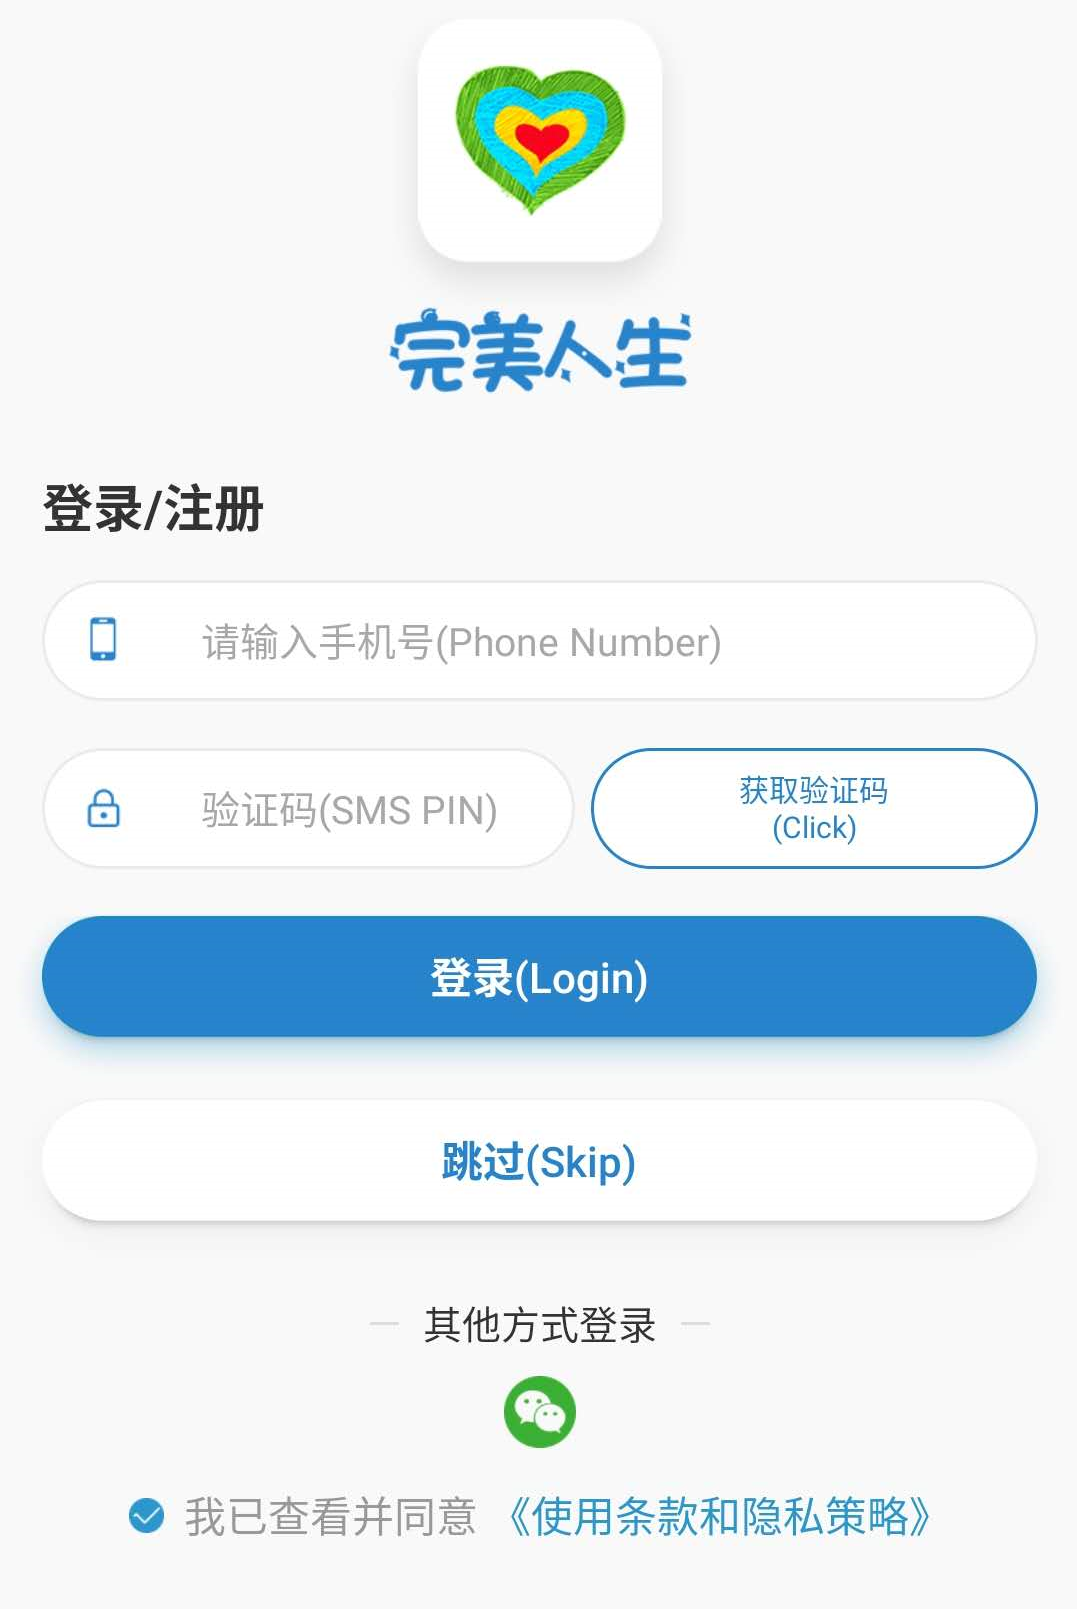 完美人生
登录/注册
请输入手机号(Phone Number)
验证码(SMS PIN)
获取验证码
(Click)
登录(Login)
跳过(Skip)
其他方式登录
我已查看并同意 《使用条款和隐私策略》